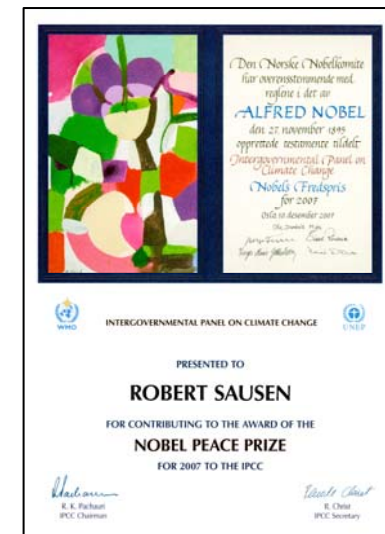 Den Norske Nobelkomite
har overensstemmende med
reglene i det av
ALFRED NOBEL
den 27. november 1895
opprettede testamente tildelt
Intergovernmental Panel on
Climate Change
Nobels Fredspris
for 2007
Oslo 10 desember 2007
WMO
INTERGOVERNMENTAL PANEL ON CLIMATE CHANGE
UNEP
PRESENTED TO
ROBERT SAUSEN
FOR CONTRIBUTING TO THE AWARD OF THE
NOBEL PEACE PRIZE
FOR 2007 TO THE IPCC
R. K. Pachauri
IPCC Chairman
R. Christ
IPCC Secretary